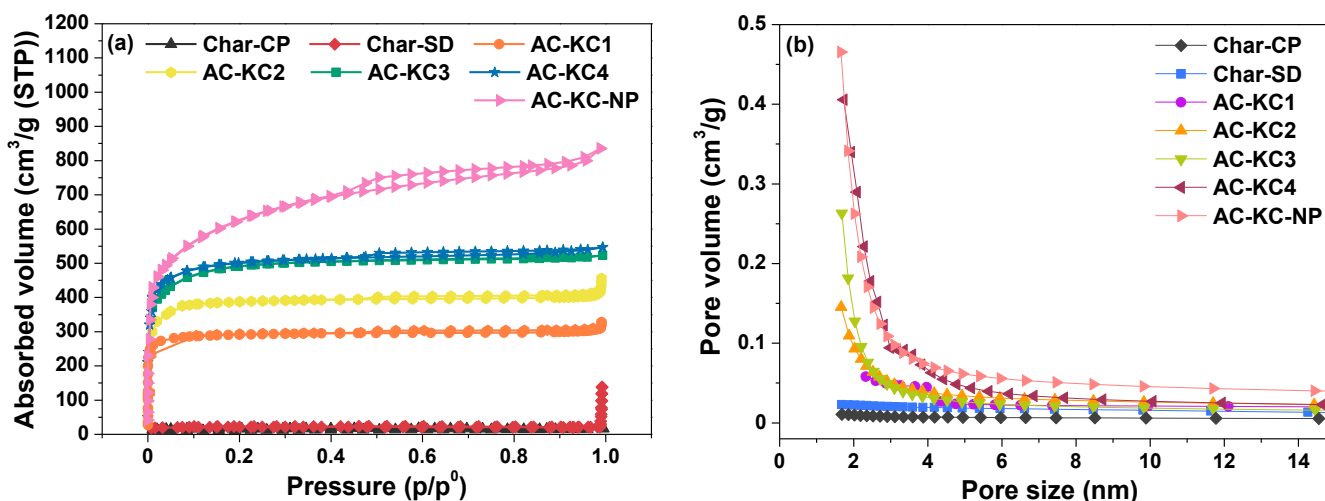 (a)
Char-CP Char-SD AC-KC1
AC-KC2 AC-KC3 AC-KC4
AC-KC-NP
Absorbed volume (cm³/g (STP))
1200
1100
1000
900
800
700
600
500
400
300
200
100
0
0 0.2 0.4 0.6 0.8 1.0
Pressure (p/p⁰)
(b)
Char-CP
Char-SD
AC-KC1
AC-KC2
AC-KC3
AC-KC4
AC-KC-NP
Pore volume (cm³/g)
0.5
0.4
0.3
0.2
0.1
0
0 2 4 6 8 10 12 14
Pore size (nm)